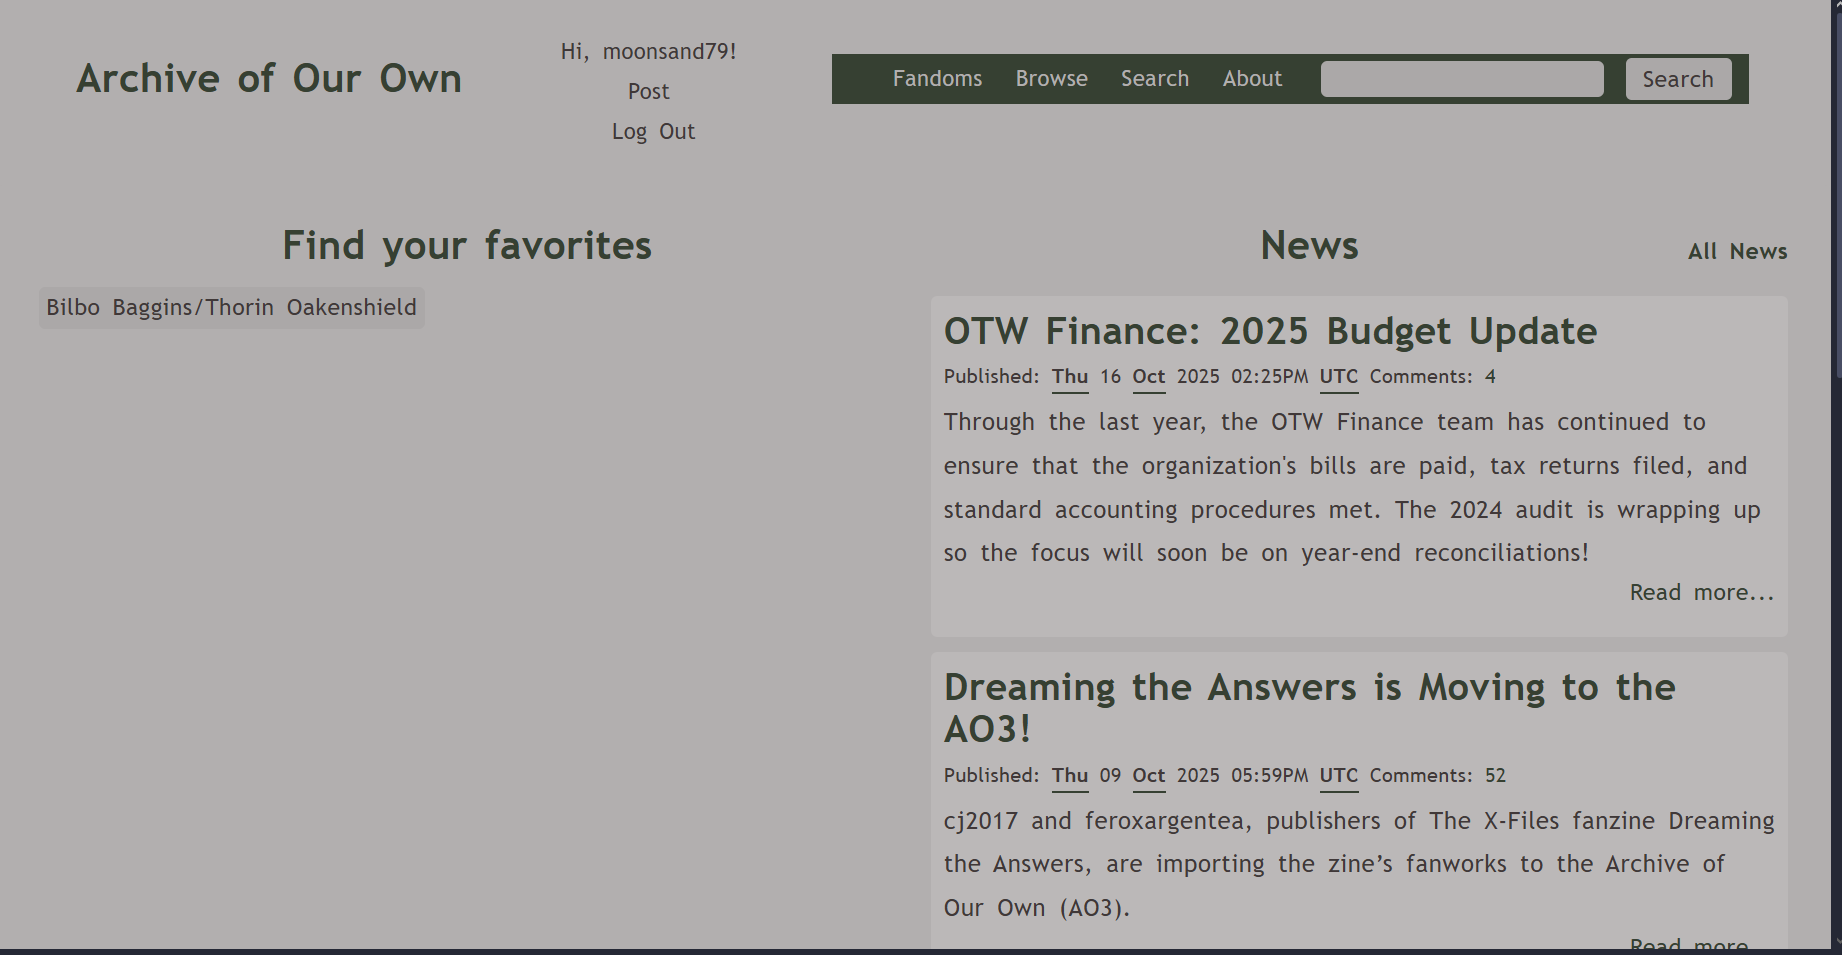 Archive of Our Own
Hi, moonsand79!
Post
Log Out
Fandoms Browse Search About Search
Find your favorites
Bilbo Baggins/Thorin Oakenshield
News
All News
OTW Finance: 2025 Budget Update
Published: Thu 16 Oct 2025 02:25PM UTC Comments: 4
Through the last year, the OTW Finance team has continued to
ensure that the organization's bills are paid, tax returns filed, and
standard accounting procedures met. The 2024 audit is wrapping up
so the focus will soon be on year-end reconciliations!
Read more...
Dreaming the Answers is Moving to the
AO3!
Published: Thu 09 Oct 2025 05:59PM UTC Comments: 52
cj2017 and feroxargentea, publishers of The X-Files fanzine Dreaming
the Answers, are importing the zine’s fanworks to the Archive of
Our Own (AO3).
Read more